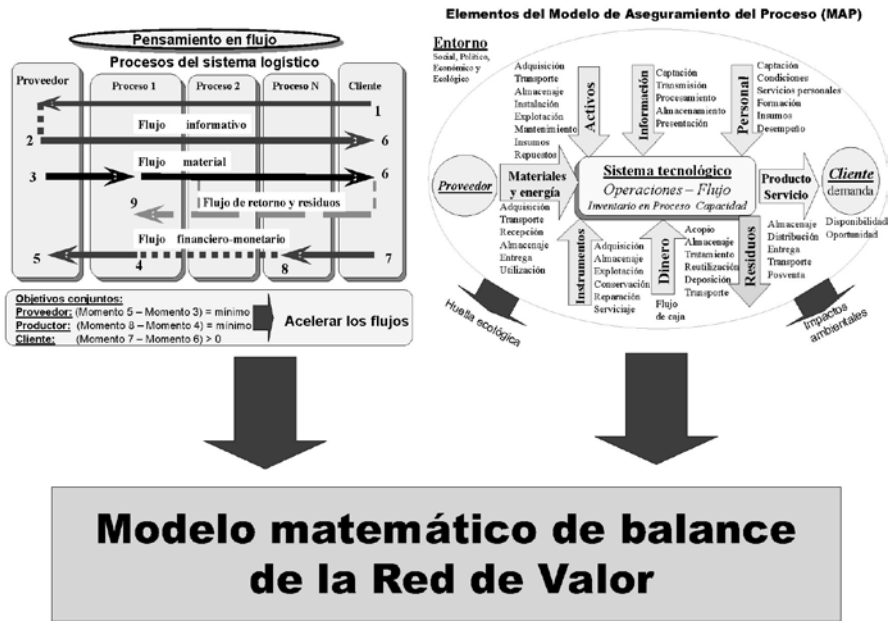 Pensamiento en flujo
Procesos del sistema logístico
Proveedor
Proceso 1
Proceso 2
Proceso N
Cliente
1
2
Flujo informativo
6
3
Flujo material
6
9
Flujo de retorno y residuos
Flujo financiero-monetario
5
4
8
7
Objetivos conjuntos:
Proveedor: (Momento 5 – Momento 3) = mínimo
Productor: (Momento 8 – Momento 4) = mínimo
Cliente: (Momento 7 – Momento 6) > 0
Acelerar los flujos
Elementos del Modelo de Aseguramiento del Proceso (MAP)
Entorno
Social, Político,
Económico y
Ecológico
Adquisición
Transporte
Almacenaje
Instalación
Explotación
Mantenimiento
Insumos
Repuestos
Activos
Captación
Transmisión
Procesamiento
Almacenamiento
Presentación
Información
Captación
Condiciones
Servicios personales
Formación
Insumos
Desempeño
Personal
Proveedor
Materiales
y energía
Sistema tecnológico
Operaciones – Flujo
Inventario en Proceso Capacidad
Producto
Servicio
Cliente
demanda
Adquisición
Transporte
Recepción
Almacenaje
Entrega
Utilización
Instrumentos
Adquisición
Almacenaje
Explotación
Conservación
Reparación
Serviciaje
Dinero
Flujo
de caja
Acopio
Almacenaje
Tratamiento
Reutilización
Deposición
Transporte
Residuos
Almacenaje
Distribución
Entrega
Transporte
Posventa
Disponibilidad
Oportunidad
Huella ecológica
Impactos
ambientales
Modelo matemático de balance
de la Red de Valor